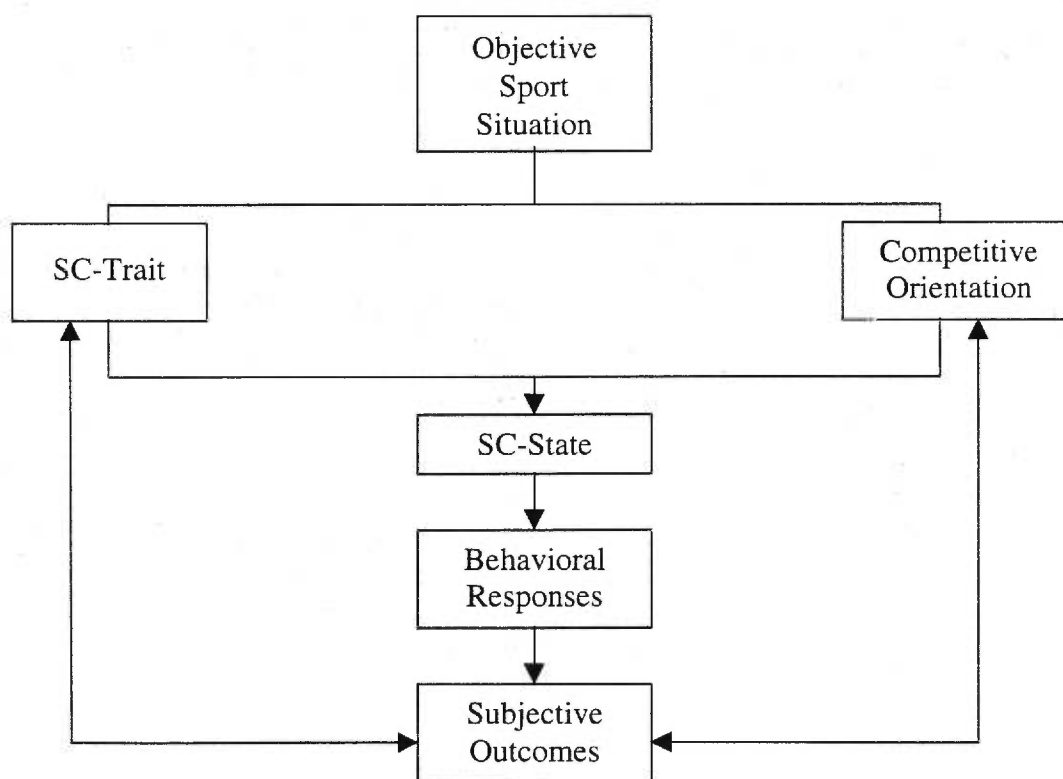 Objective
Sport
Situation
SC-Trait
Competitive
Orientation
SC-State
Behavioral
Responses
Subjective
Outcomes